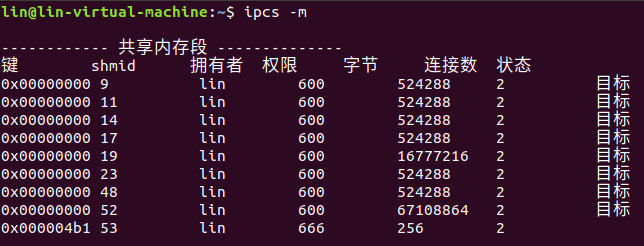 lin@lin-virtual-machine:~$ ipcs -m
------------ 共享内存段 --------------
键 shmid 拥有者 权限 字节 连接数 状态
0x00000000 9 lin 600 524288 2 目标
0x00000000 11 lin 600 524288 2 目标
0x00000000 14 lin 600 524288 2 目标
0x00000000 17 lin 600 524288 2 目标
0x00000000 19 lin 600 16777216 2 目标
0x00000000 23 lin 600 524288 2 目标
0x00000000 48 lin 600 524288 2 目标
0x00000000 52 lin 600 67108864 2 目标
0x000004b1 53 lin 666 256 2